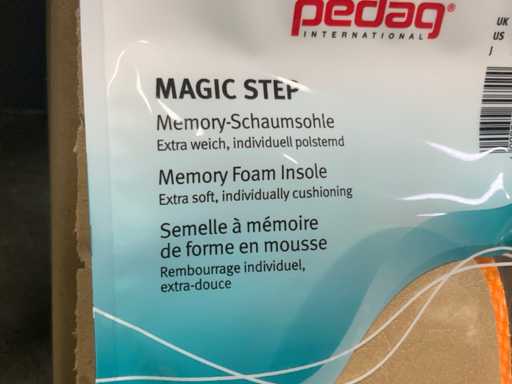 pedag®
INTERNATIONAL
UK
US
J
MAGIC STEP
Memory-Schaumsohle
Extra weich, individuell polsternd
Memory Foam Insole
Extra soft, individually cushioning
Semelle à mémoire
de forme en mousse
Rembourrage individuel,
extra-douce